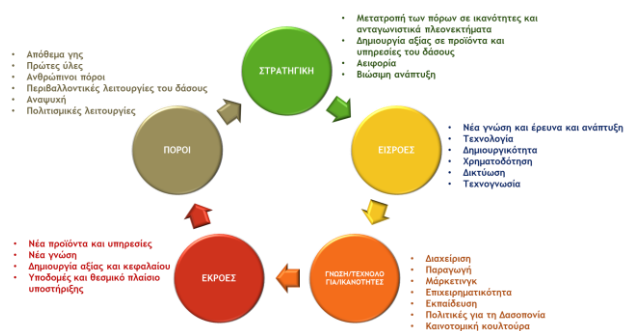 • Μετατροπή των πόρων σε ικανότητες και
ανταγωνιστικά πλεονεκτήματα
• Δημιουργία αξίας σε προϊόντα και
υπηρεσίες του δάσους
• Αειφορία
• Βιώσιμη ανάπτυξη
ΣΤΡΑΤΗΓΙΚΗ
• Απόθεμα γης
• Πρώτες ύλες
• Ανθρώπινοι πόροι
• Περιβαλλοντικές λειτουργίες του δάσους
• Αναψυχή
• Πολιτισμικές λειτουργίες
ΠΟΡΟΙ
ΕΙΣΡΟΕΣ
• Νέα γνώση και έρευνα και ανάπτυξη
• Τεχνολογία
• Δημιουργικότητα
• Χρηματοδότηση
• Δικτύωση
• Τεχνογνωσία
• Νέα προϊόντα και υπηρεσίες
• Νέα γνώση
• Δημιουργία αξίας και κεφαλαίου
• Υποδομές και θεσμικό πλαίσιο
υποστήριξης
ΕΚΡΟΕΣ
ΓΝΩΣΗ/ΤΕΧΝΟΛΟ
ΓΙΑ/ΙΚΑΝΟΤΗΤΕΣ
• Διαχείριση
• Παραγωγή
• Μάρκετινγκ
• Επιχειρηματικότητα
• Εκπαίδευση
• Πολιτικές για τη Δασοπονία
• Καινοτομική κουλτούρα